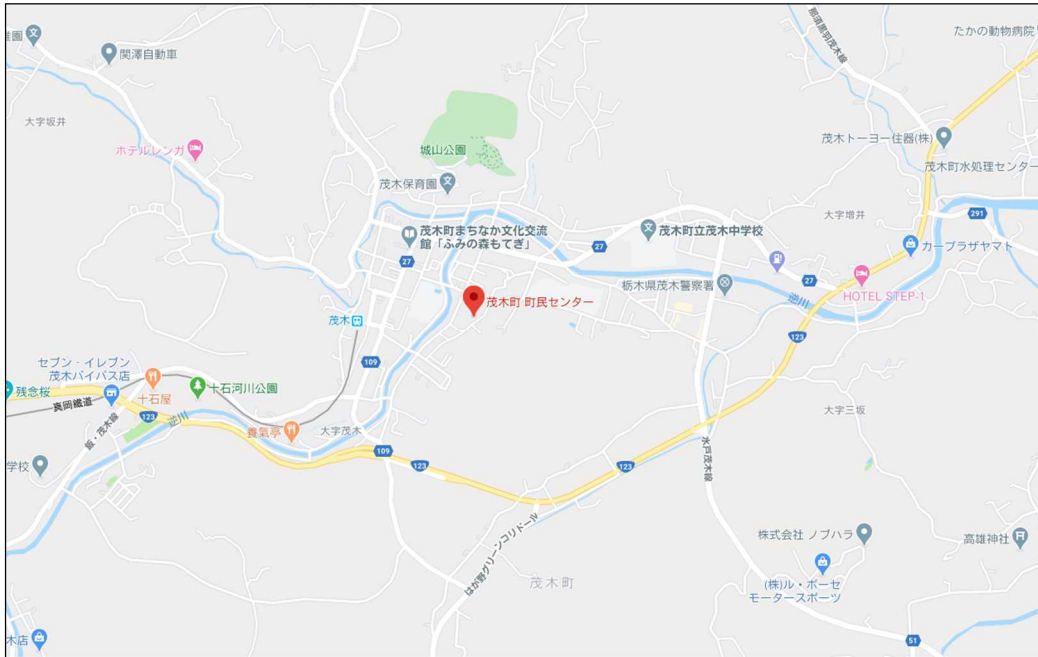 稚園
関澤自動車
大字坂井
ホテルレンガ
那須黒羽茂木線
たかの動物病院
城山公園
茂木保育園
茂木トーヨー住器(株)
茂木町水処理センター
大字増井
291
茂木町まちなか文化交流
館「ふみの森もてぎ」
27
茂木町立茂木中学校
27
カープラザヤマト
27
栃木県茂木警察署
HOTEL STEP-1
茂木町 町民センター
茂木
123
109
セブン‐イレブン
茂木バイパス店
残念桜
真岡鐵道
十石屋
十石河川公園
大字三坂
123
養氣亭
大字茂木
109
123
123
水戸茂木線
学校
株式会社 ノブハラ
高雄神社
はが野グリーンコリドール
茂木町
(株)ル・ボーセ
モータースポーツ
木店
51